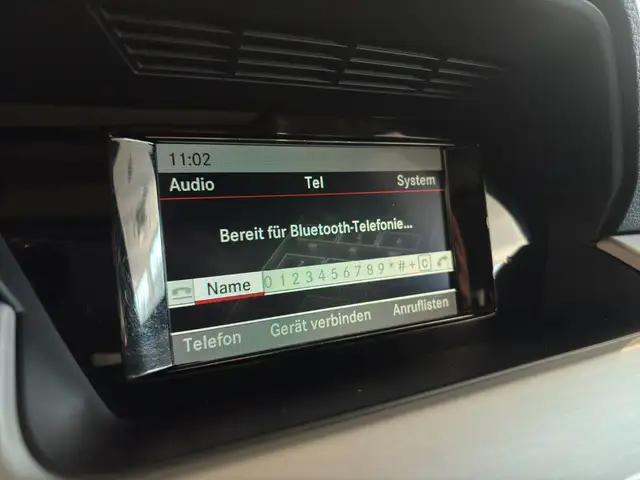 11:02
Audio Tel System
Bereit für Bluetooth-Telefonie...
Name 0 1 2 3 4 5 6 7 8 9 * # + C
Telefon Gerät verbinden Anruflisten